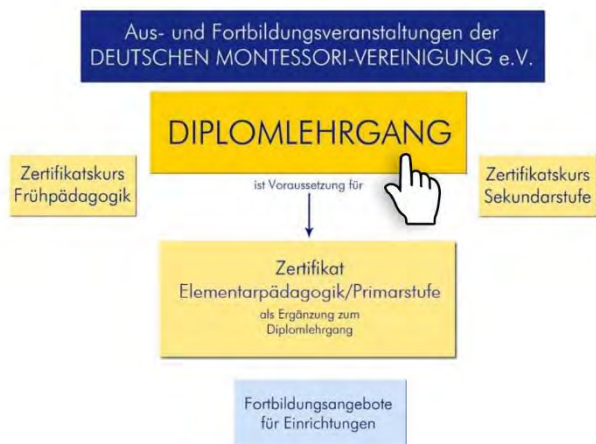 Aus- und Fortbildungsveranstaltungen der
DEUTSCHEN MONTESSORI-VEREINIGUNG e.V.
DIPLOMLEHRGANG
Zertifikatskurs
Frühpädagogik
ist Voraussetzung für
Zertifikatskurs
Sekundarstufe
Zertifikat
Elementarpädagogik/Primarstufe
als Ergänzung zum
Diplomlehrgang
Fortbildungsangebote
für Einrichtungen